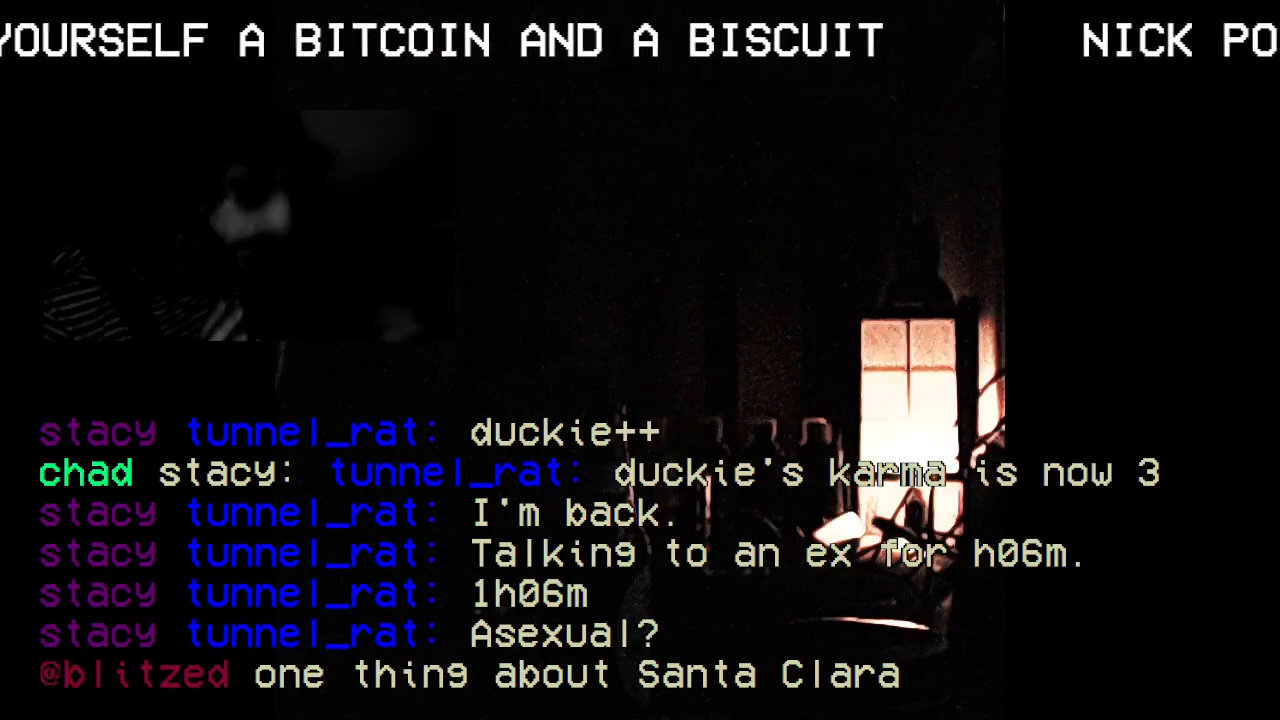 YOURSELF A BITCOIN AND A BISCUIT NICK PO
stacy tunnel_rat: duckie++
chad stacy: tunnel_rat: duckie's karma is now 3
stacy tunnel_rat: I'm back.
stacy tunnel_rat: Talking to an ex for h06m.
stacy tunnel_rat: 1h06m
stacy tunnel_rat: Asexual?
@blitzed one thing about Santa Clara